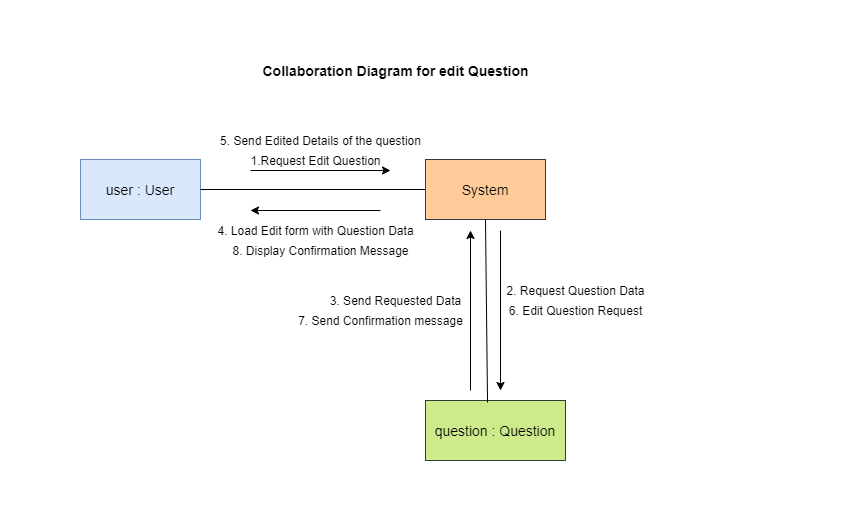 Collaboration Diagram for edit Question
5. Send Edited Details of the question
1.Request Edit Question
user : User
System
4. Load Edit form with Question Data
8. Display Confirmation Message
2. Request Question Data
6. Edit Question Request
3. Send Requested Data
7. Send Confirmation message
question : Question